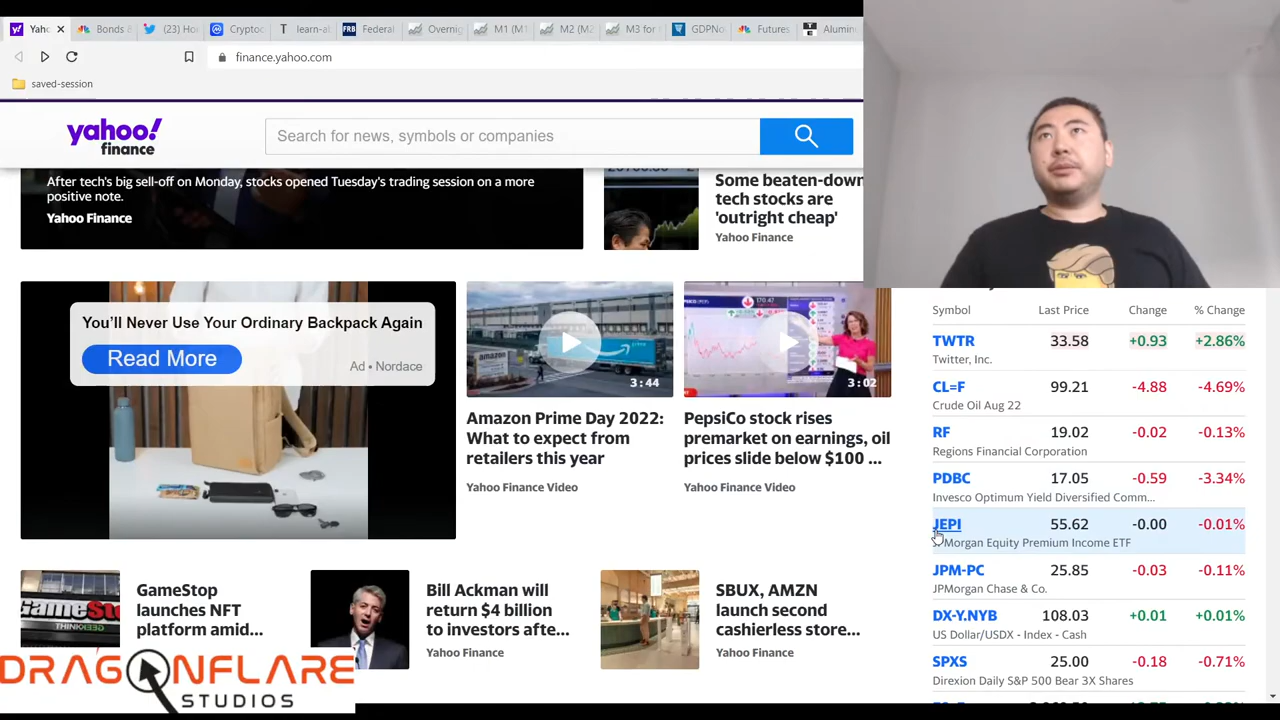 Yaho
Bonds B
(23) Ho
Cryptoc
learn-a
FRB
Federal
Overnig
M1 (M1
M2 (M2
M3 for
GDPNo
Futures
Alumin
finance.yahoo.com
saved-session
yahoo!
finance
Search for news, symbols or companies
After tech's big sell-off on Monday, stocks opened Tuesday's trading session on a more
positive note.
Yahoo Finance
Some beaten-down
tech stocks are
'outright cheap'
Yahoo Finance
You'll Never Use Your Ordinary Backpack Again
Read More
Ad • Nordace
amazon
prime
3:44
170.47
3:02
Amazon Prime Day 2022:
What to expect from
retailers this year
Yahoo Finance Video
PepsiCo stock rises
premarket on earnings, oil
prices slide below $100 ...
Yahoo Finance Video
GameStop
GameStop
launches NFT
platform amid...
Bill Ackman will
return $4 billion
to investors afte...
Yahoo Finance
SBUX, AMZN
launch second
cashierless store...
Yahoo Finance
Symbol Last Price Change % Change
TWTR 33.58 +0.93 +2.86%
Twitter, Inc.
CL=F 99.21 -4.88 -4.69%
Crude Oil Aug 22
RF 19.02 -0.02 -0.13%
Regions Financial Corporation
PDBC 17.05 -0.59 -3.34%
Invesco Optimum Yield Diversified Comm...
JEPI 55.62 -0.00 -0.01%
JPMorgan Equity Premium Income ETF
JPM-PC 25.85 -0.03 -0.11%
JPMorgan Chase & Co.
DX-Y.NYB 108.03 +0.01 +0.01%
US Dollar/USDX - Index - Cash
SPXS 25.00 -0.18 -0.71%
Direxion Daily S&P 500 Bear 3X Shares
DRAGONFLARE
STUDIOS